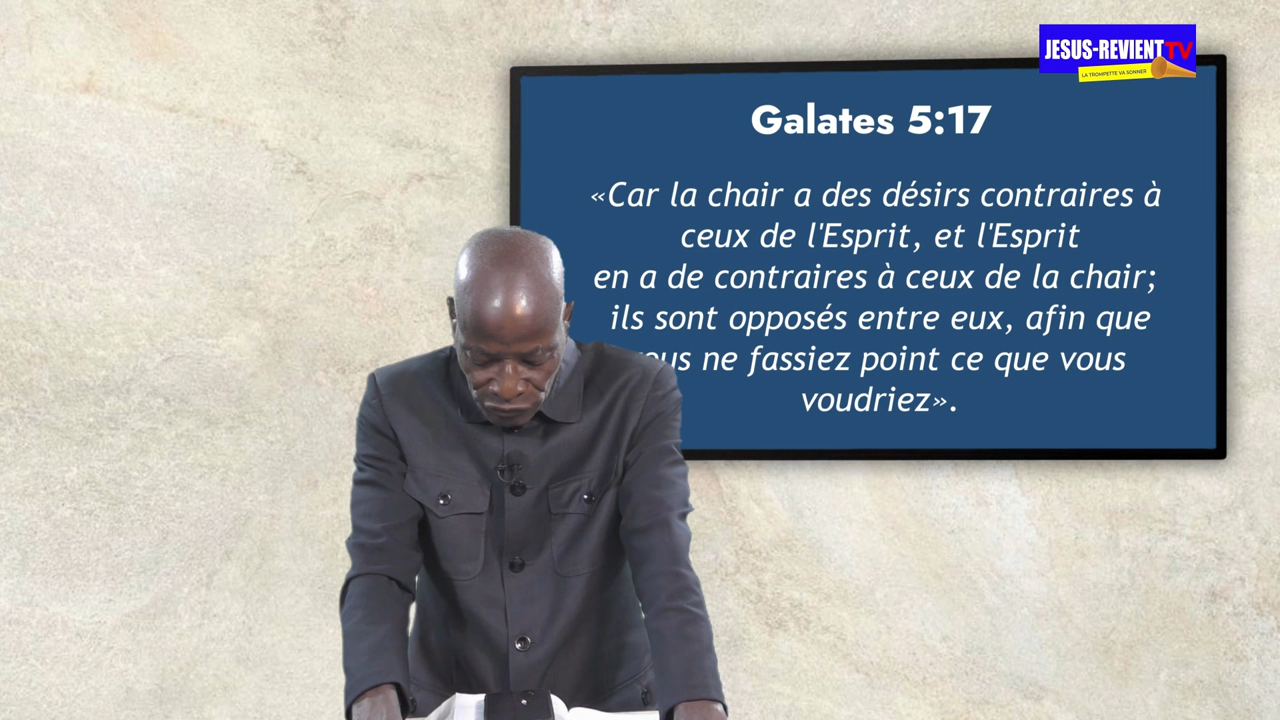 JESUS-REVIENT TV
LA TROMPETTE VA SONNER
Galates 5:17
«Car la chair a des désirs contraires à
ceux de l'Esprit, et l'Esprit
en a de contraires à ceux de la chair;
ils sont opposés entre eux, afin que
ne fassiez point ce que vous
voudriez».